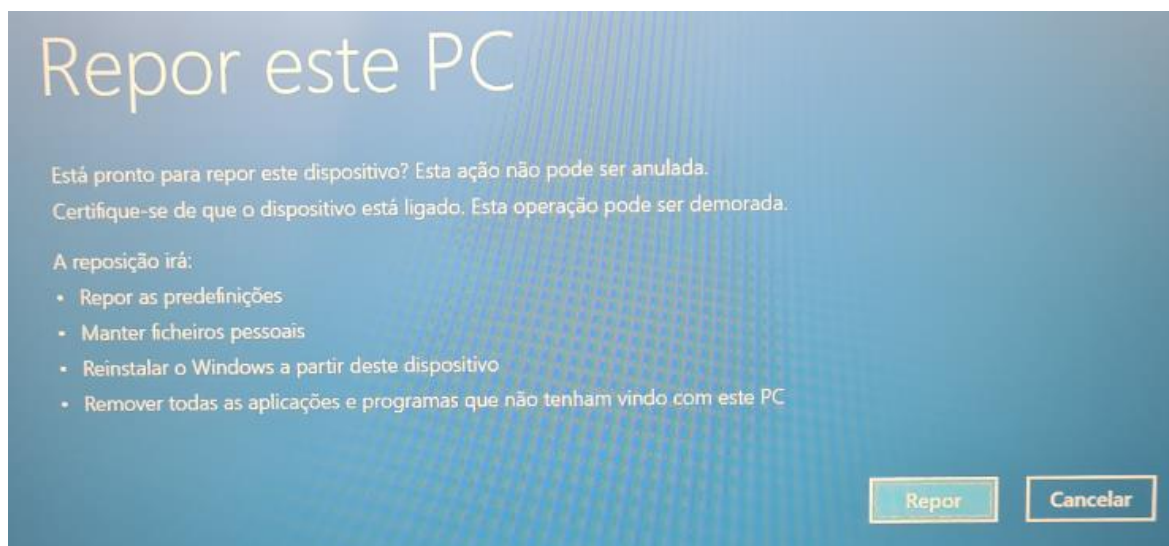 Repor este PC
Está pronto para repor este dispositivo? Esta ação não pode ser anulada.
Certifique-se de que o dispositivo está ligado. Esta operação pode ser demorada.
A reposição irá:
• Repor as predefinições
• Manter ficheiros pessoais
• Reinstalar o Windows a partir deste dispositivo
• Remover todas as aplicações e programas que não tenham vindo com este PC
Repor
Cancelar